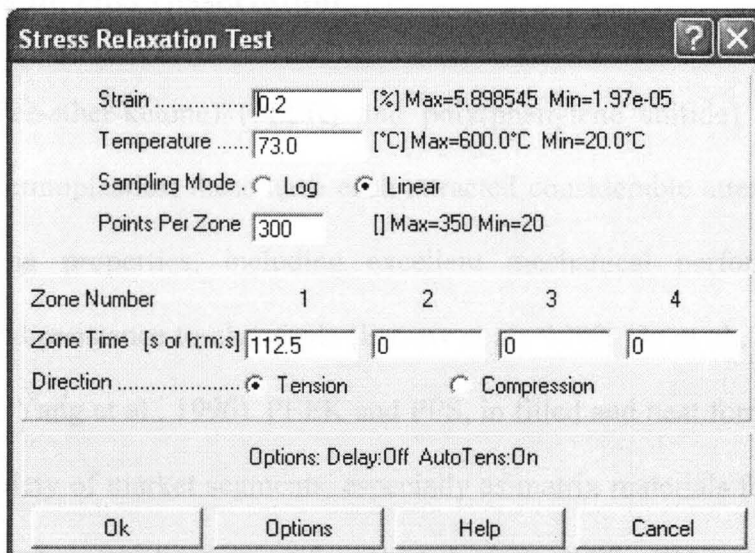 Stress Relaxation Test
Strain ..........0.2 [%] Max=5.898545 Min=1.97e-05
Temperature .....73.0 [°C] Max=600.0°C Min=20.0°C
Sampling Mode Log Linear
Points Per Zone 300 [] Max=350 Min=20
Zone Number 1 2 3 4
Zone Time [s or h:m:s] 112.5 0 0 0
Direction ...................... Tension Compression
Options: Delay:Off AutoTens:On
Ok Options Help Cancel